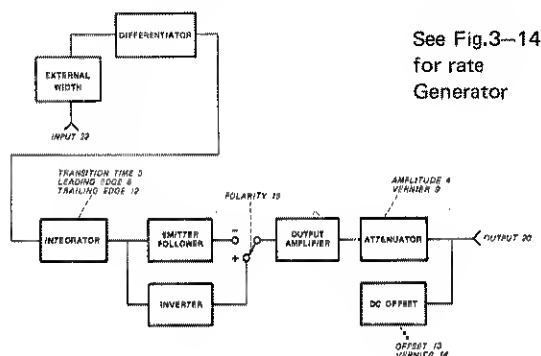 DIFFERENTIATOR
See Fig.3-14
for rate
Generator
EXTERNAL
WIDTH
INPUT 22
TRANSITION TIME 5
LEADING EDGE 8
TRAILING EDGE 12
POLARITY 19
AMPLITUDE 4
VERNIER 9
INTEGRATOR
EMITTER
FOLLOWER
−
+
OUTPUT
AMPLIFIER
ATTENUATOR
OUTPUT 20
INVERTER
DC OFFSET
OFFSET 13
VERNIER 14